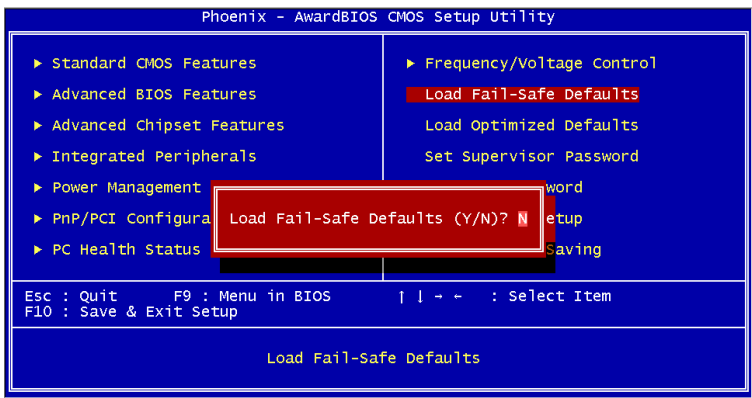 Phoenix - AwardBIOS CMOS Setup Utility
▶ Standard CMOS Features
▶ Advanced BIOS Features
▶ Advanced Chipset Features
▶ Integrated Peripherals
▶ Power Management
▶ PnP/PCI Configura
▶ PC Health Status
▶ Frequency/Voltage Control
Load Fail-Safe Defaults
Load Optimized Defaults
Set Supervisor Password
word
etup
Saving
Load Fail-Safe Defaults (Y/N)? N
Esc : Quit F9 : Menu in BIOS ↑ ↓ → ← : Select Item
F10 : Save & Exit Setup
Load Fail-Safe Defaults